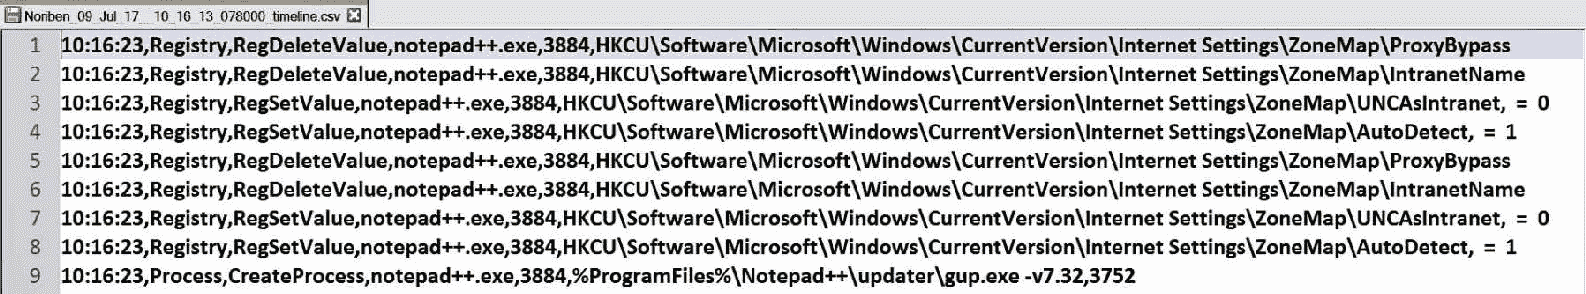 Noriben_09_Jul_17__10_16_13_078000_timeline.csv
1 10:16:23,Registry,RegDeleteValue,notepad++.exe,3884,HKCU\Software\Microsoft\Windows\CurrentVersion\Internet Settings\ZoneMap\ProxyBypass
2 10:16:23,Registry,RegDeleteValue,notepad++.exe,3884,HKCU\Software\Microsoft\Windows\CurrentVersion\Internet Settings\ZoneMap\IntranetName
3 10:16:23,Registry,RegSetValue,notepad++.exe,3884,HKCU\Software\Microsoft\Windows\CurrentVersion\Internet Settings\ZoneMap\UNCAsIntranet, = 0
4 10:16:23,Registry,RegSetValue,notepad++.exe,3884,HKCU\Software\Microsoft\Windows\CurrentVersion\Internet Settings\ZoneMap\AutoDetect, = 1
5 10:16:23,Registry,RegDeleteValue,notepad++.exe,3884,HKCU\Software\Microsoft\Windows\CurrentVersion\Internet Settings\ZoneMap\ProxyBypass
6 10:16:23,Registry,RegDeleteValue,notepad++.exe,3884,HKCU\Software\Microsoft\Windows\CurrentVersion\Internet Settings\ZoneMap\IntranetName
7 10:16:23,Registry,RegSetValue,notepad++.exe,3884,HKCU\Software\Microsoft\Windows\CurrentVersion\Internet Settings\ZoneMap\UNCAsIntranet, = 0
8 10:16:23,Registry,RegSetValue,notepad++.exe,3884,HKCU\Software\Microsoft\Windows\CurrentVersion\Internet Settings\ZoneMap\AutoDetect, = 1
9 10:16:23,Process,CreateProcess,notepad++.exe,3884,%ProgramFiles%\Notepad++\updater\gup.exe -v7.32,3752